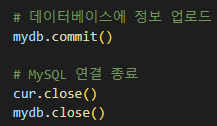 # 데이터베이스에 정보 업로드
mydb.commit()
# MySQL 연결 종료
cur.close()
mydb.close()